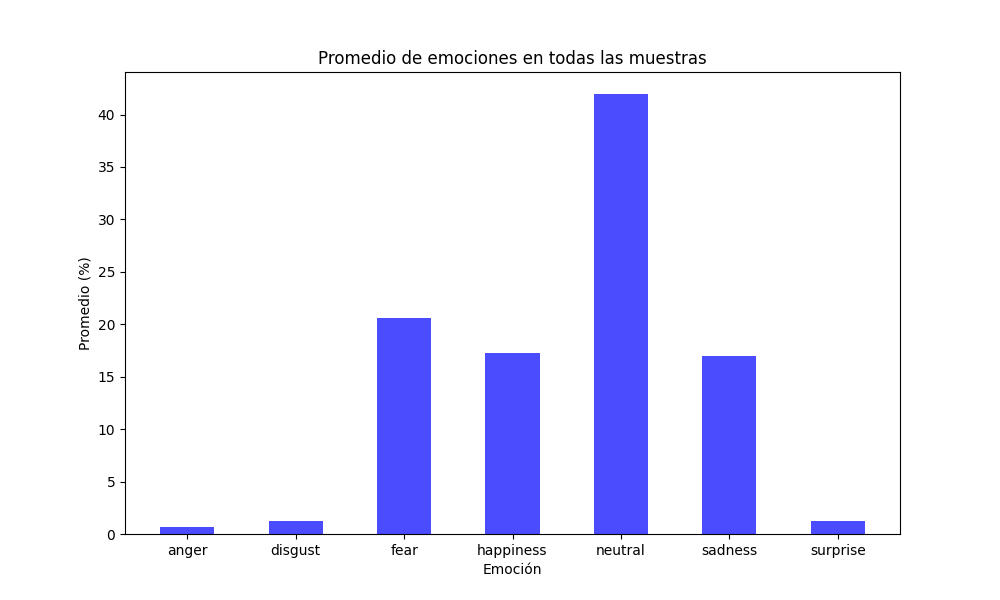 Promedio de emociones en todas las muestras
Promedio (%)
40
35
30
25
20
15
10
5
0
anger disgust fear happiness neutral sadness surprise
Emoción